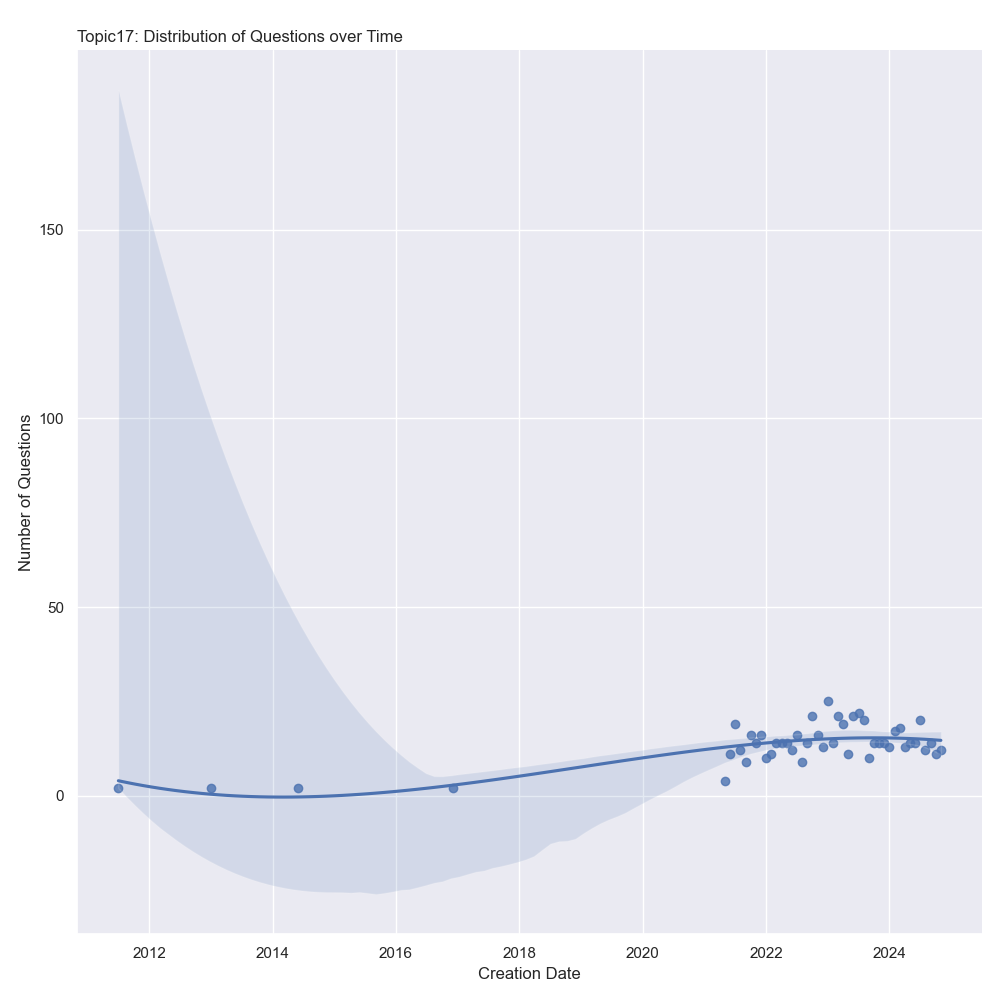 Topic17: Distribution of Questions over Time
150
100
50
0
Number of Questions
2012 2014 2016 2018 2020 2022 2024
Creation Date